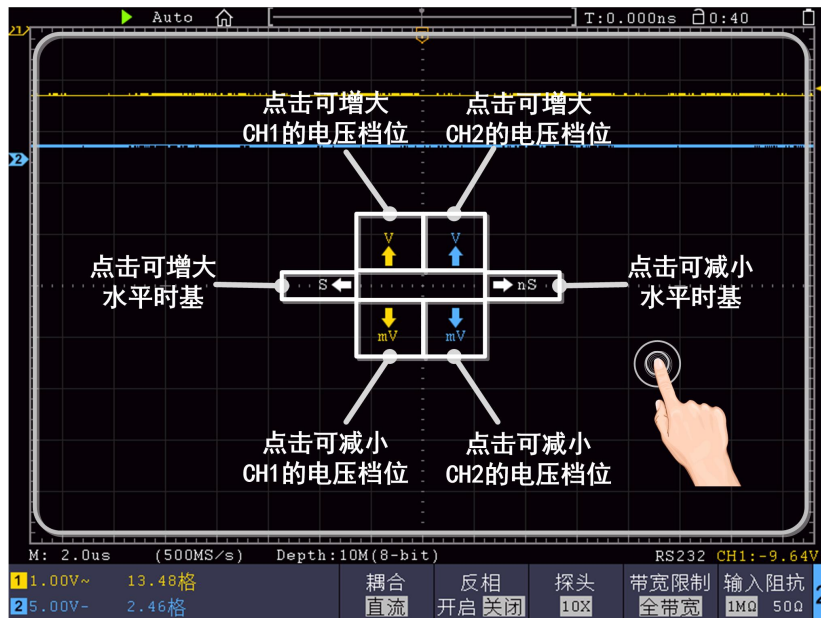 Auto
T:0.000ns
0:40
1
点击可增大
CH1的电压档位
点击可增大
CH2的电压档位
2
V
V
点击可增大
水平时基
S
nS
点击可减小
水平时基
mV
mV
点击可减小
CH1的电压档位
点击可减小
CH2的电压档位
M: 2.0us (500MS/s) Depth:10M(8-bit) RS232 CH1:-9.64V
1 1.00V~ 13.48格
2 5.00V- 2.46格
耦合
直流
反相
开启 关闭
探头
10X
带宽限制
全带宽
输入阻抗
1MΩ 50Ω
2